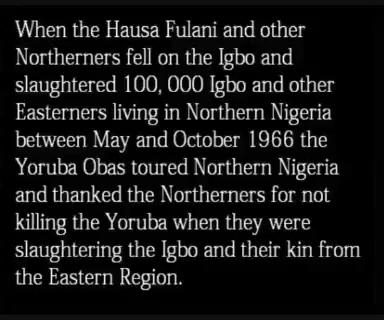 When the Hausa Fulani and other
Northerners fell on the Igbo and
slaughtered 100, 000 Igbo and other
Easterners living in Northern Nigeria
between May and October 1966 the
Yoruba Obas toured Northern Nigeria
and thanked the Northerners for not
killing the Yoruba when they were
slaughtering the Igbo and their kin from
the Eastern Region.